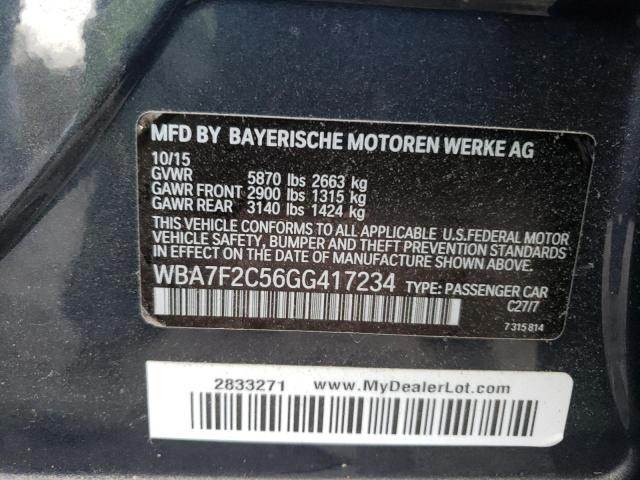 MFD BY BAYERISCHE MOTOREN WERKE AG
10/15
GVWR 5870 lbs 2663 kg
GAWR FRONT 2900 lbs 1315 kg
GAWR REAR 3140 lbs 1424 kg
THIS VEHICLE CONFORMS TO ALL APPLICABLE U.S.FEDERAL MOTOR
VEHICLE SAFETY, BUMPER AND THEFT PREVENTION STANDARDS
IN EFFECT ON THE DATE OF MANUFACTURE SHOWN ABOVE.
WBA7F2C56GG417234 TYPE: PASSENGER CAR
C27/7
7 315 814
2833271 www.MyDealerLot.com